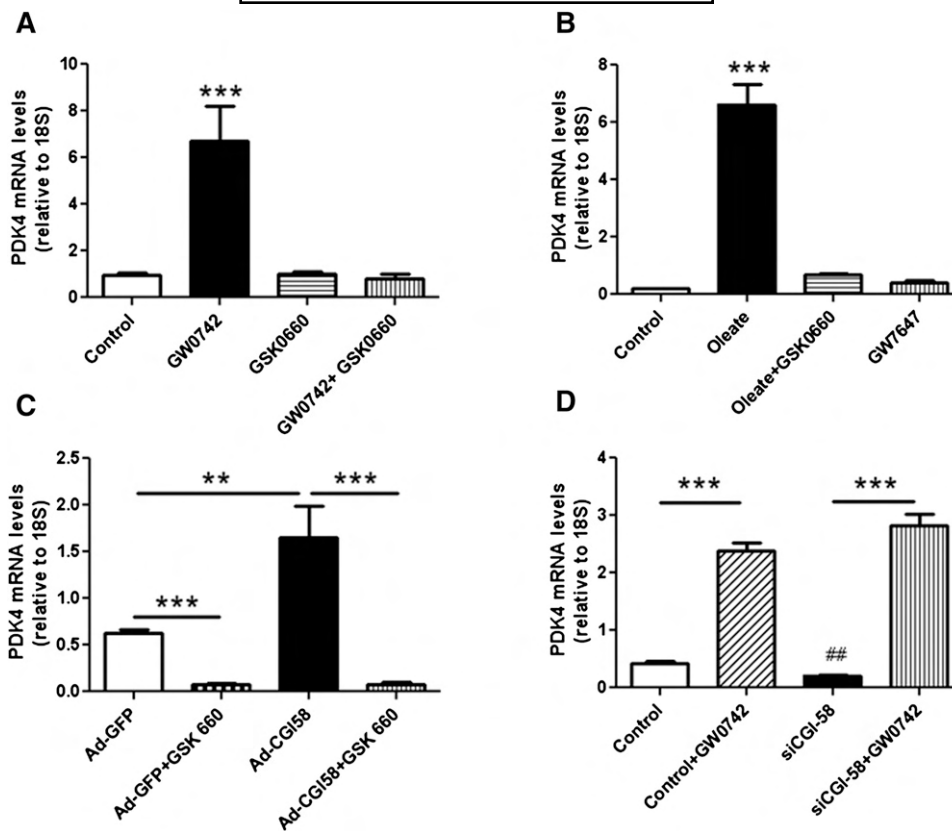 A
PDK4 mRNA levels
(relative to 18S)
10
8
6
4
2
0
***
Control
GW0742
GSK0660
GW0742+ GSK0660
B
PDK4 mRNA levels
(relative to 18S)
8
6
4
2
0
***
Control
Oleate
Oleate+GSK0660
GW7647
C
PDK4 mRNA levels
(relative to 18S)
2.5
2.0
1.5
1.0
0.5
0.0
***
**
***
Ad-GFP
Ad-GFP+GSK 660
Ad-CGI58
Ad-CGI58+GSK 660
D
PDK4 mRNA levels
(relative to 18S)
4
3
2
1
0
***
##
***
Control
Control+GW0742
siCGI-58
siCGI-58+GW0742